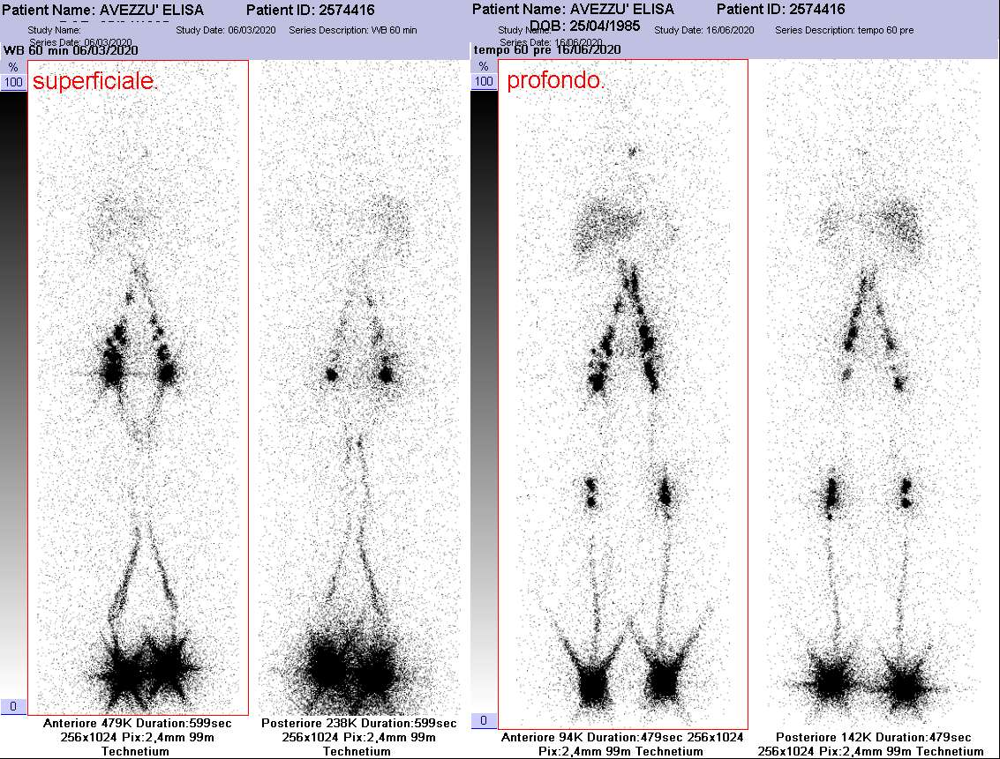 Patient Name: AVEZZU' ELISA Patient ID: 2574416
Study Name: Study Date: 06/03/2020 Series Description: WB 60 min
Series Date: 06/03/2020
WB 60 min 06/03/2020
%
100
superficiale.
0
Anteriore 479K Duration:599sec
256x1024 Pix:2,4mm 99m
Technetium
Posteriore 238K Duration:599sec
256x1024 Pix:2,4mm 99m
Technetium
Patient Name: AVEZZU' ELISA Patient ID: 2574416
DOB: 25/04/1985
Study Name: Study Date: 16/06/2020 Series Description: tempo 60 pre
Series Date: 16/06/2020
tempo 60 pre 16/06/2020
%
100
profondo.
0
Anteriore 94K Duration:479sec 256x1024
Pix:2,4mm 99m Technetium
Posteriore 142K Duration:479sec
256x1024 Pix:2,4mm 99m Technetium